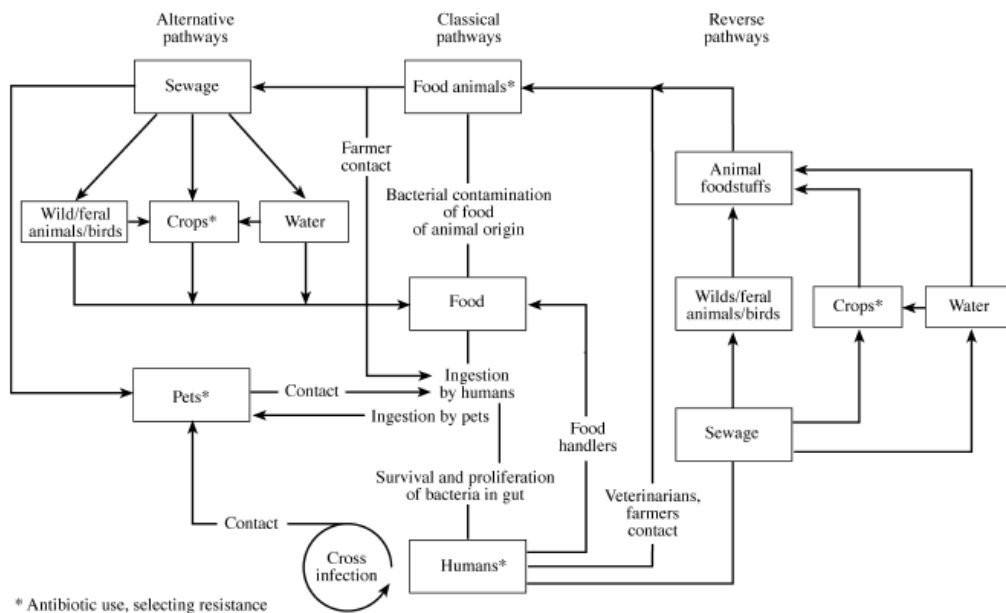 Alternative
pathways
Classical
pathways
Reverse
pathways
Sewage
Food animals*
Farmer
contact
Animal
foodstuffs
Bacterial contamination
of food
of animal origin
Wild/feral
animals/birds
Crops*
Water
Food
Wilds/feral
animals/birds
Crops*
Water
Pets*
Contact
Ingestion
by humans
Ingestion by pets
Food
handlers
Sewage
Survival and proliferation
of bacteria in gut
Veterinarians,
farmers
contact
Contact
Cross
infection
Humans*
* Antibiotic use, selecting resistance